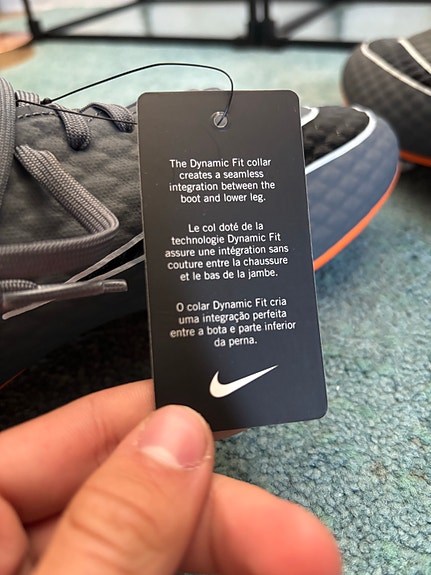 The Dynamic Fit collar
creates a seamless
integration between the
boot and lower leg.
Le col doté de la
technologie Dynamic Fit
assure une intégration sans
couture entre la chaussure
et le bas de la jambe.
O colar Dynamic Fit cria
uma integração perfeita
entre a bota e parte inferior
da perna.